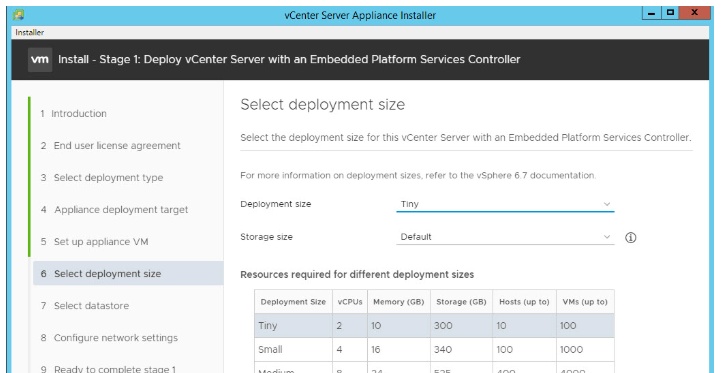 vCenter Server Appliance Installer
Installer
vm Install - Stage 1: Deploy vCenter Server with an Embedded Platform Services Controller
1 Introduction
2 End user license agreement
3 Select deployment type
4 Appliance deployment target
5 Set up appliance VM
6 Select deployment size
7 Select datastore
8 Configure network settings
9 Ready to complete stage 1
Select deployment size
Select the deployment size for this vCenter Server with an Embedded Platform Services Controller.
For more information on deployment sizes, refer to the vSphere 6.7 documentation.
Deployment size Tiny
Storage size Default
Resources required for different deployment sizes
Deployment Size vCPUs Memory (GB) Storage (GB) Hosts (up to) VMs (up to)
Tiny 2 10 300 10 100
Small 4 16 340 100 1000
Medium 8 24 525 400 4000